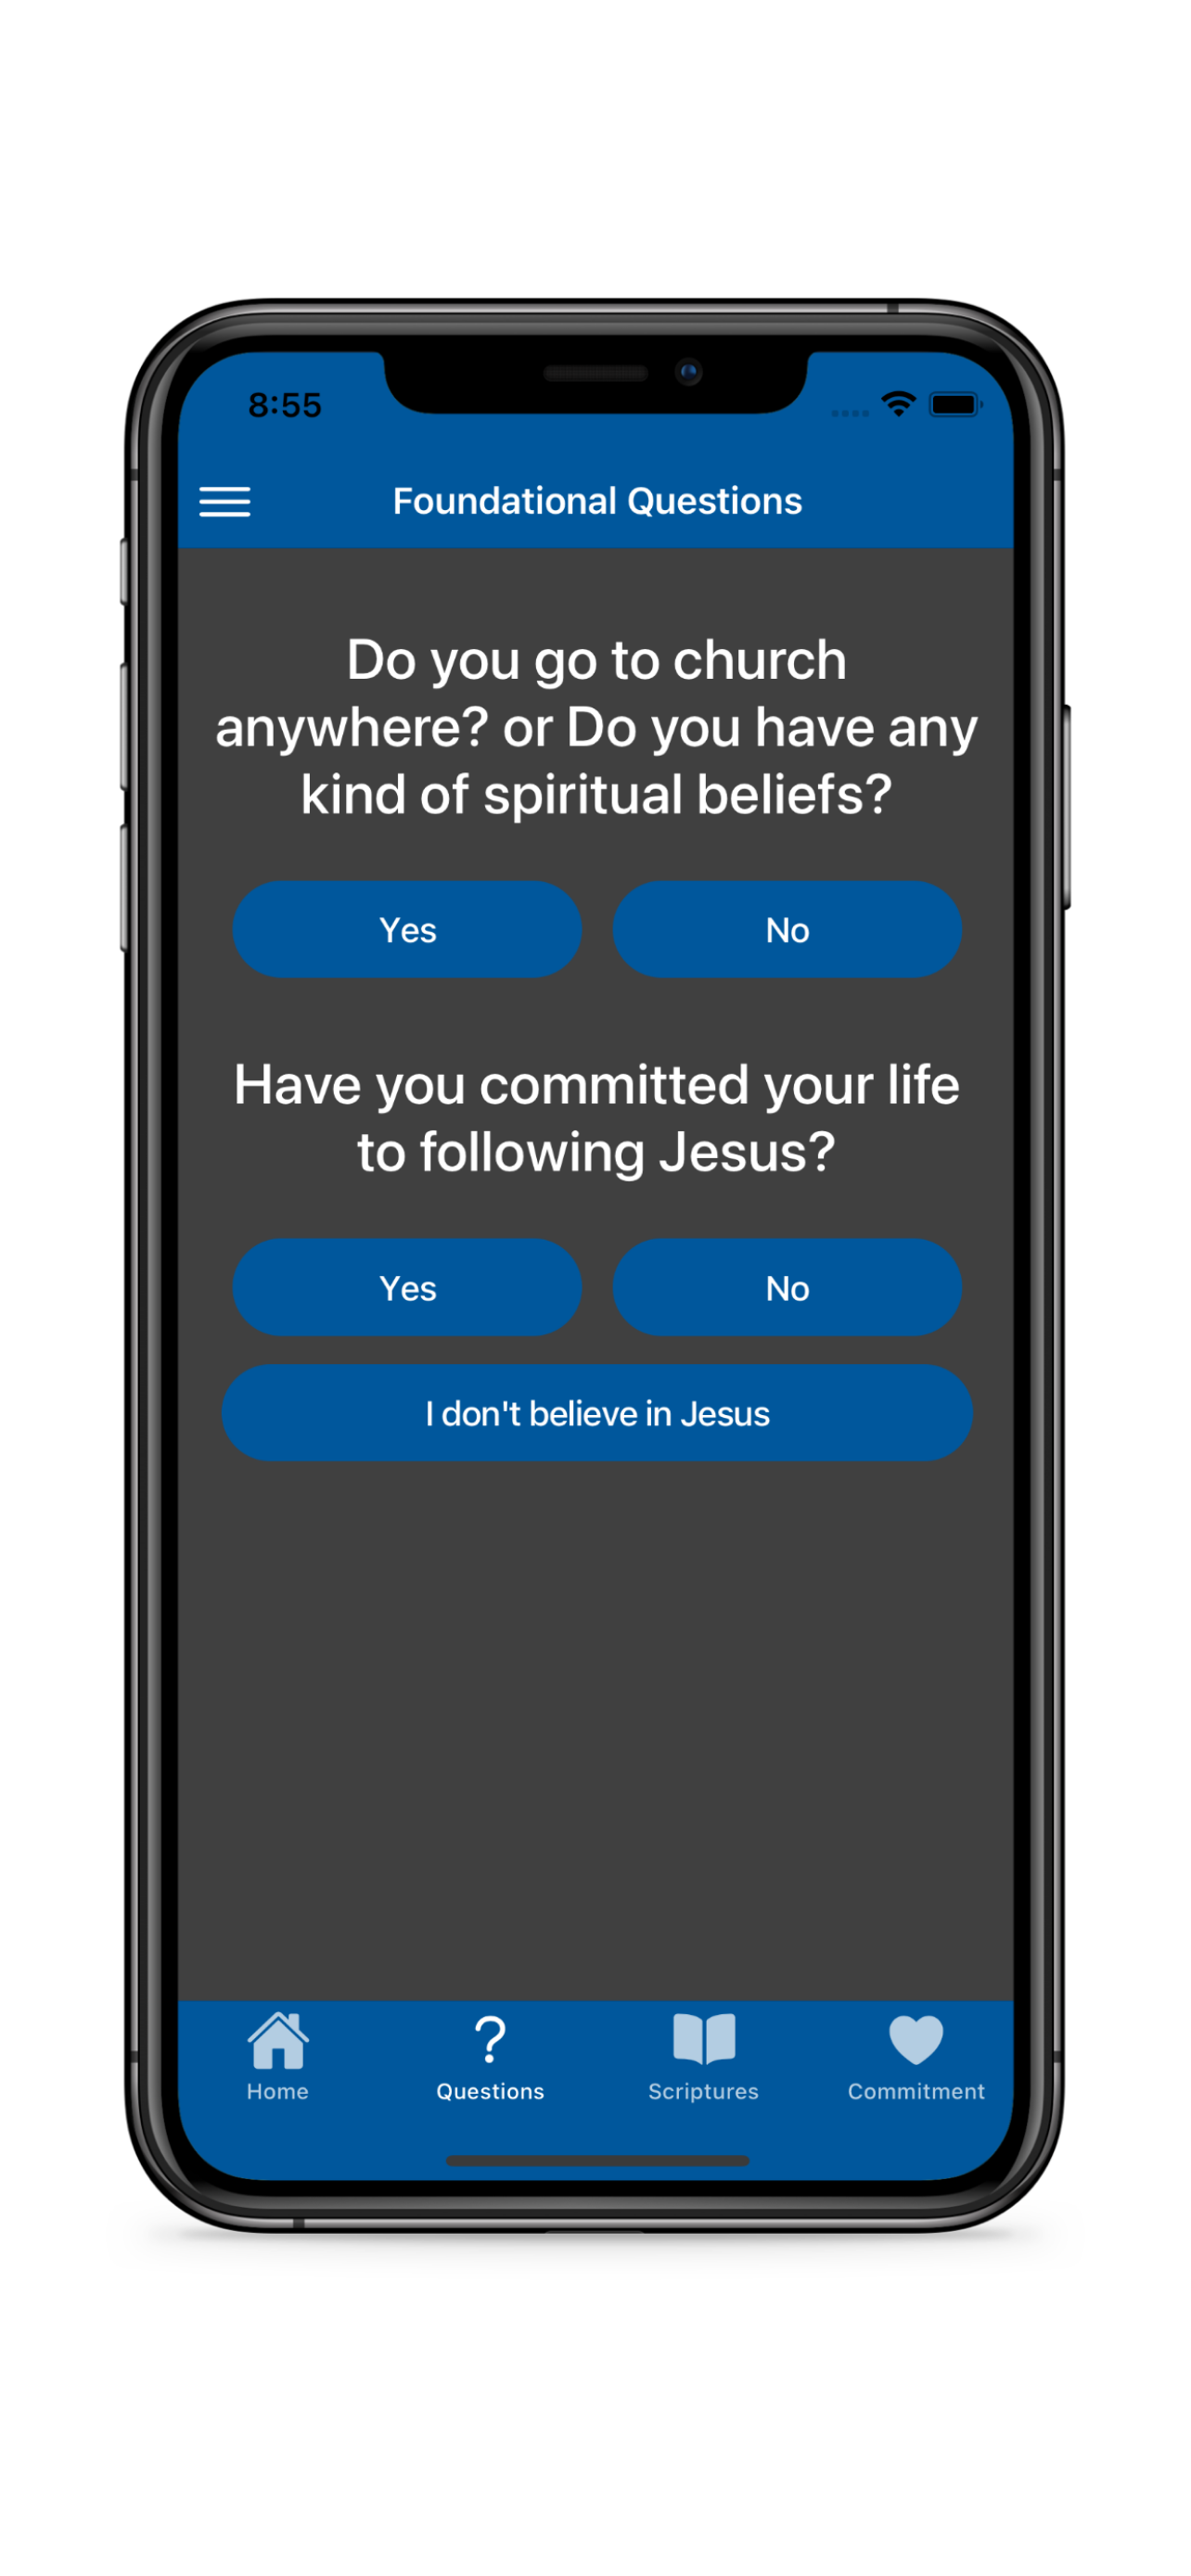 8:55
Foundational Questions
Do you go to church
anywhere? or Do you have any
kind of spiritual beliefs?
Yes
No
Have you committed your life
to following Jesus?
Yes
No
I don't believe in Jesus
Home
Questions
Scriptures
Commitment